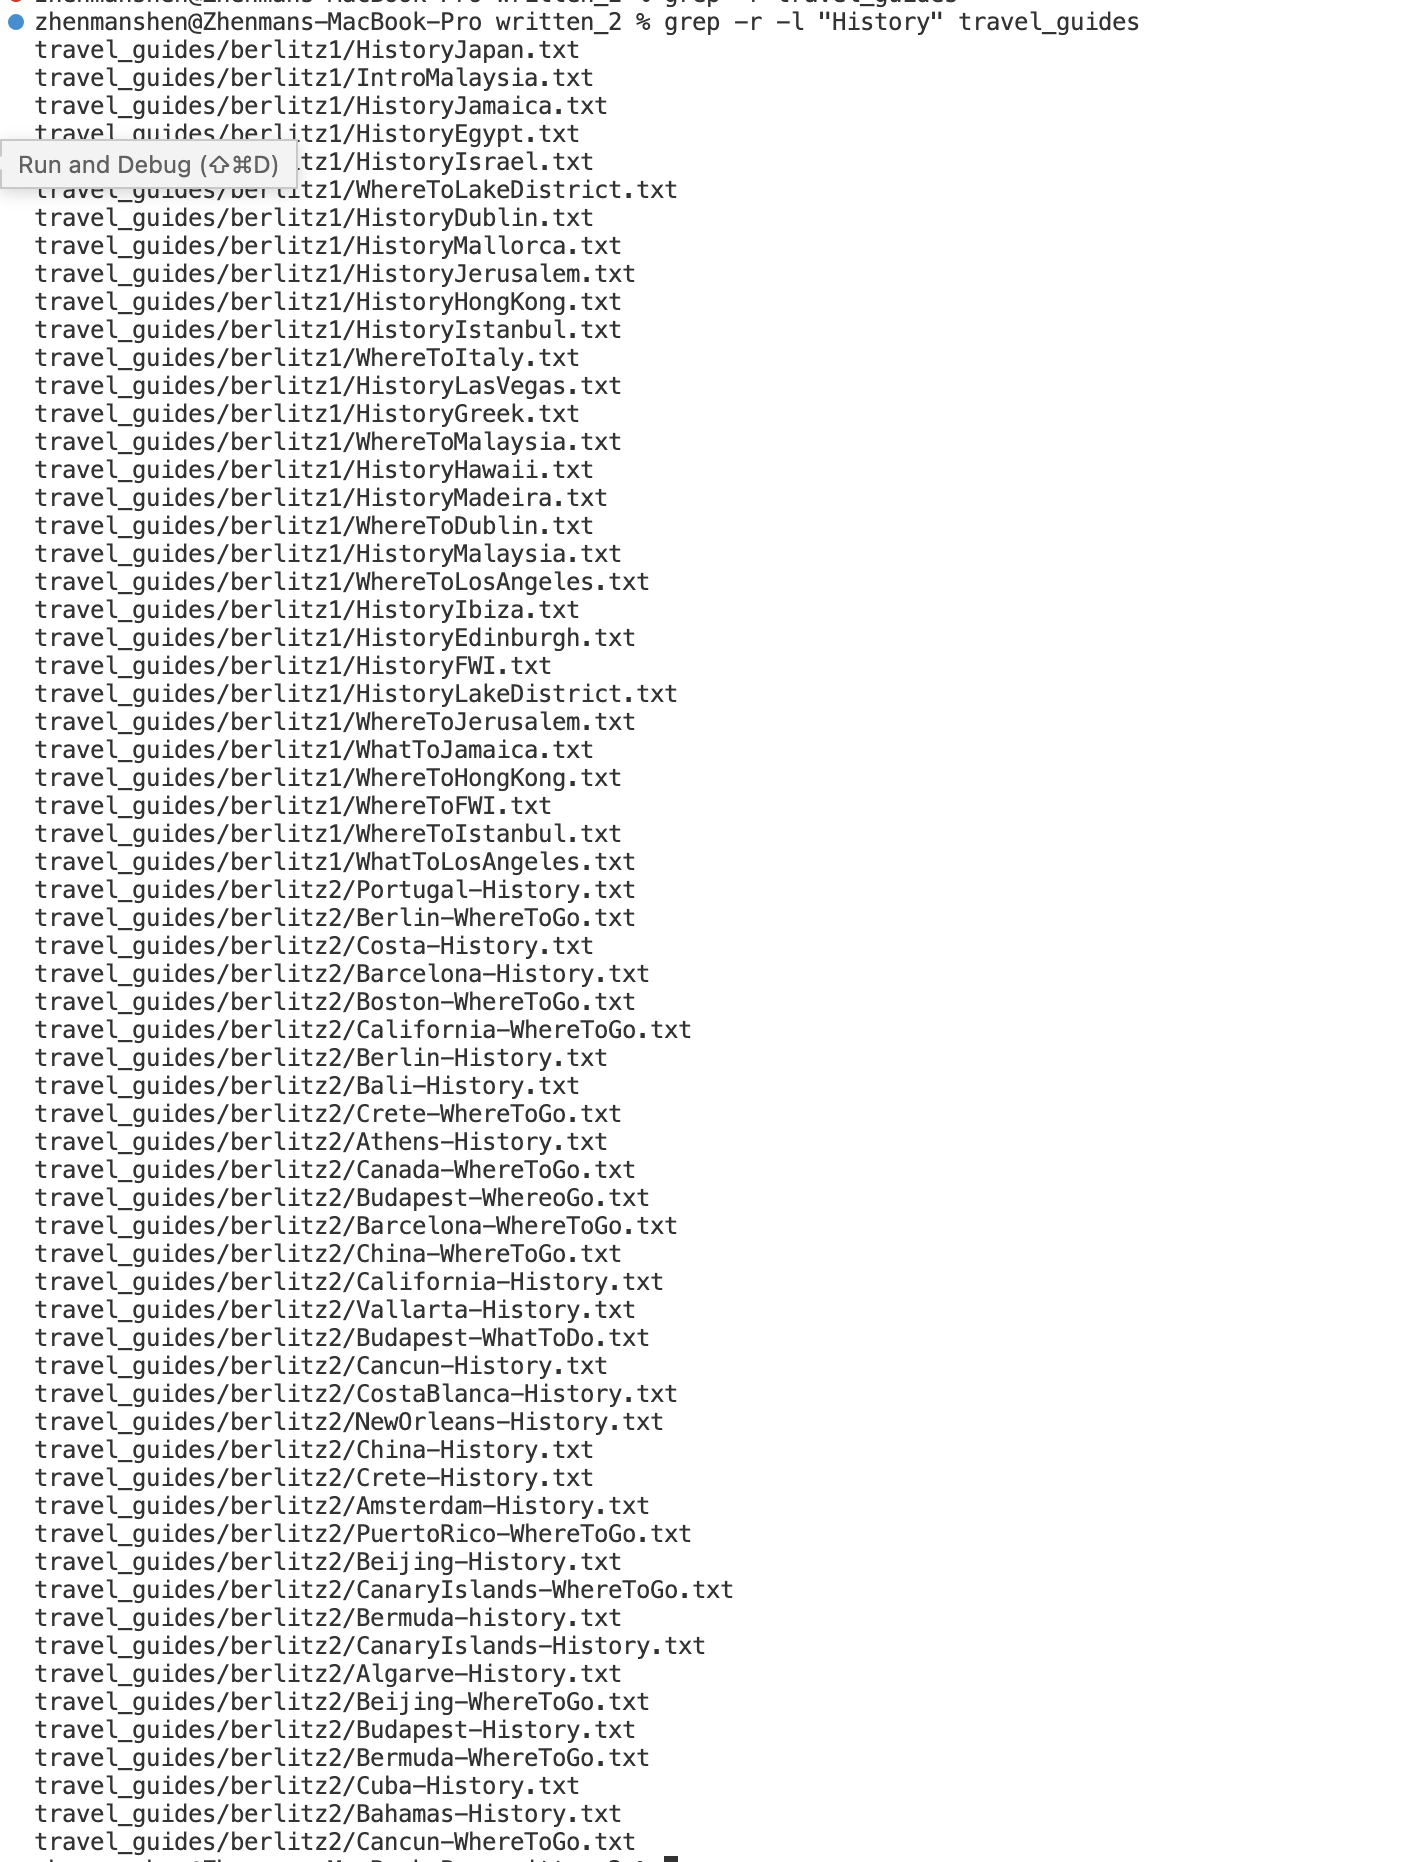 zhenmanshen@Zhenmans-MacBook-Pro written_2 % grep -r travel_guides
zhenmanshen@Zhenmans-MacBook-Pro written_2 % grep -r -l "History" travel_guides
travel_guides/berlitz1/HistoryJapan.txt
travel_guides/berlitz1/IntroMalaysia.txt
travel_guides/berlitz1/HistoryJamaica.txt
travel_guides/berlitz1/HistoryEgypt.txt
Run and Debug (⇧⌘D)
tz1/HistoryIsrael.txt
travel_guides/berlitz1/WhereToLakeDistrict.txt
travel_guides/berlitz1/HistoryDublin.txt
travel_guides/berlitz1/HistoryMallorca.txt
travel_guides/berlitz1/HistoryJerusalem.txt
travel_guides/berlitz1/HistoryHongKong.txt
travel_guides/berlitz1/HistoryIstanbul.txt
travel_guides/berlitz1/WhereToItaly.txt
travel_guides/berlitz1/HistoryLasVegas.txt
travel_guides/berlitz1/HistoryGreek.txt
travel_guides/berlitz1/WhereToMalaysia.txt
travel_guides/berlitz1/HistoryHawaii.txt
travel_guides/berlitz1/HistoryMadeira.txt
travel_guides/berlitz1/WhereToDublin.txt
travel_guides/berlitz1/HistoryMalaysia.txt
travel_guides/berlitz1/WhereToLosAngeles.txt
travel_guides/berlitz1/HistoryIbiza.txt
travel_guides/berlitz1/HistoryEdinburgh.txt
travel_guides/berlitz1/HistoryFWI.txt
travel_guides/berlitz1/HistoryLakeDistrict.txt
travel_guides/berlitz1/WhereToJerusalem.txt
travel_guides/berlitz1/WhatToJamaica.txt
travel_guides/berlitz1/WhereToHongKong.txt
travel_guides/berlitz1/WhereToFWI.txt
travel_guides/berlitz1/WhereToIstanbul.txt
travel_guides/berlitz1/WhatToLosAngeles.txt
travel_guides/berlitz2/Portugal-History.txt
travel_guides/berlitz2/Berlin-WhereToGo.txt
travel_guides/berlitz2/Costa-History.txt
travel_guides/berlitz2/Barcelona-History.txt
travel_guides/berlitz2/Boston-WhereToGo.txt
travel_guides/berlitz2/California-WhereToGo.txt
travel_guides/berlitz2/Berlin-History.txt
travel_guides/berlitz2/Bali-History.txt
travel_guides/berlitz2/Crete-WhereToGo.txt
travel_guides/berlitz2/Athens-History.txt
travel_guides/berlitz2/Canada-WhereToGo.txt
travel_guides/berlitz2/Budapest-WhereoGo.txt
travel_guides/berlitz2/Barcelona-WhereToGo.txt
travel_guides/berlitz2/China-WhereToGo.txt
travel_guides/berlitz2/California-History.txt
travel_guides/berlitz2/Vallarta-History.txt
travel_guides/berlitz2/Budapest-WhatToDo.txt
travel_guides/berlitz2/Cancun-History.txt
travel_guides/berlitz2/CostaBlanca-History.txt
travel_guides/berlitz2/NewOrleans-History.txt
travel_guides/berlitz2/China-History.txt
travel_guides/berlitz2/Crete-History.txt
travel_guides/berlitz2/Amsterdam-History.txt
travel_guides/berlitz2/PuertoRico-WhereToGo.txt
travel_guides/berlitz2/Beijing-History.txt
travel_guides/berlitz2/CanaryIslands-WhereToGo.txt
travel_guides/berlitz2/Bermuda-history.txt
travel_guides/berlitz2/CanaryIslands-History.txt
travel_guides/berlitz2/Algarve-History.txt
travel_guides/berlitz2/Beijing-WhereToGo.txt
travel_guides/berlitz2/Budapest-History.txt
travel_guides/berlitz2/Bermuda-WhereToGo.txt
travel_guides/berlitz2/Cuba-History.txt
travel_guides/berlitz2/Bahamas-History.txt
travel_guides/berlitz2/Cancun-WhereToGo.txt